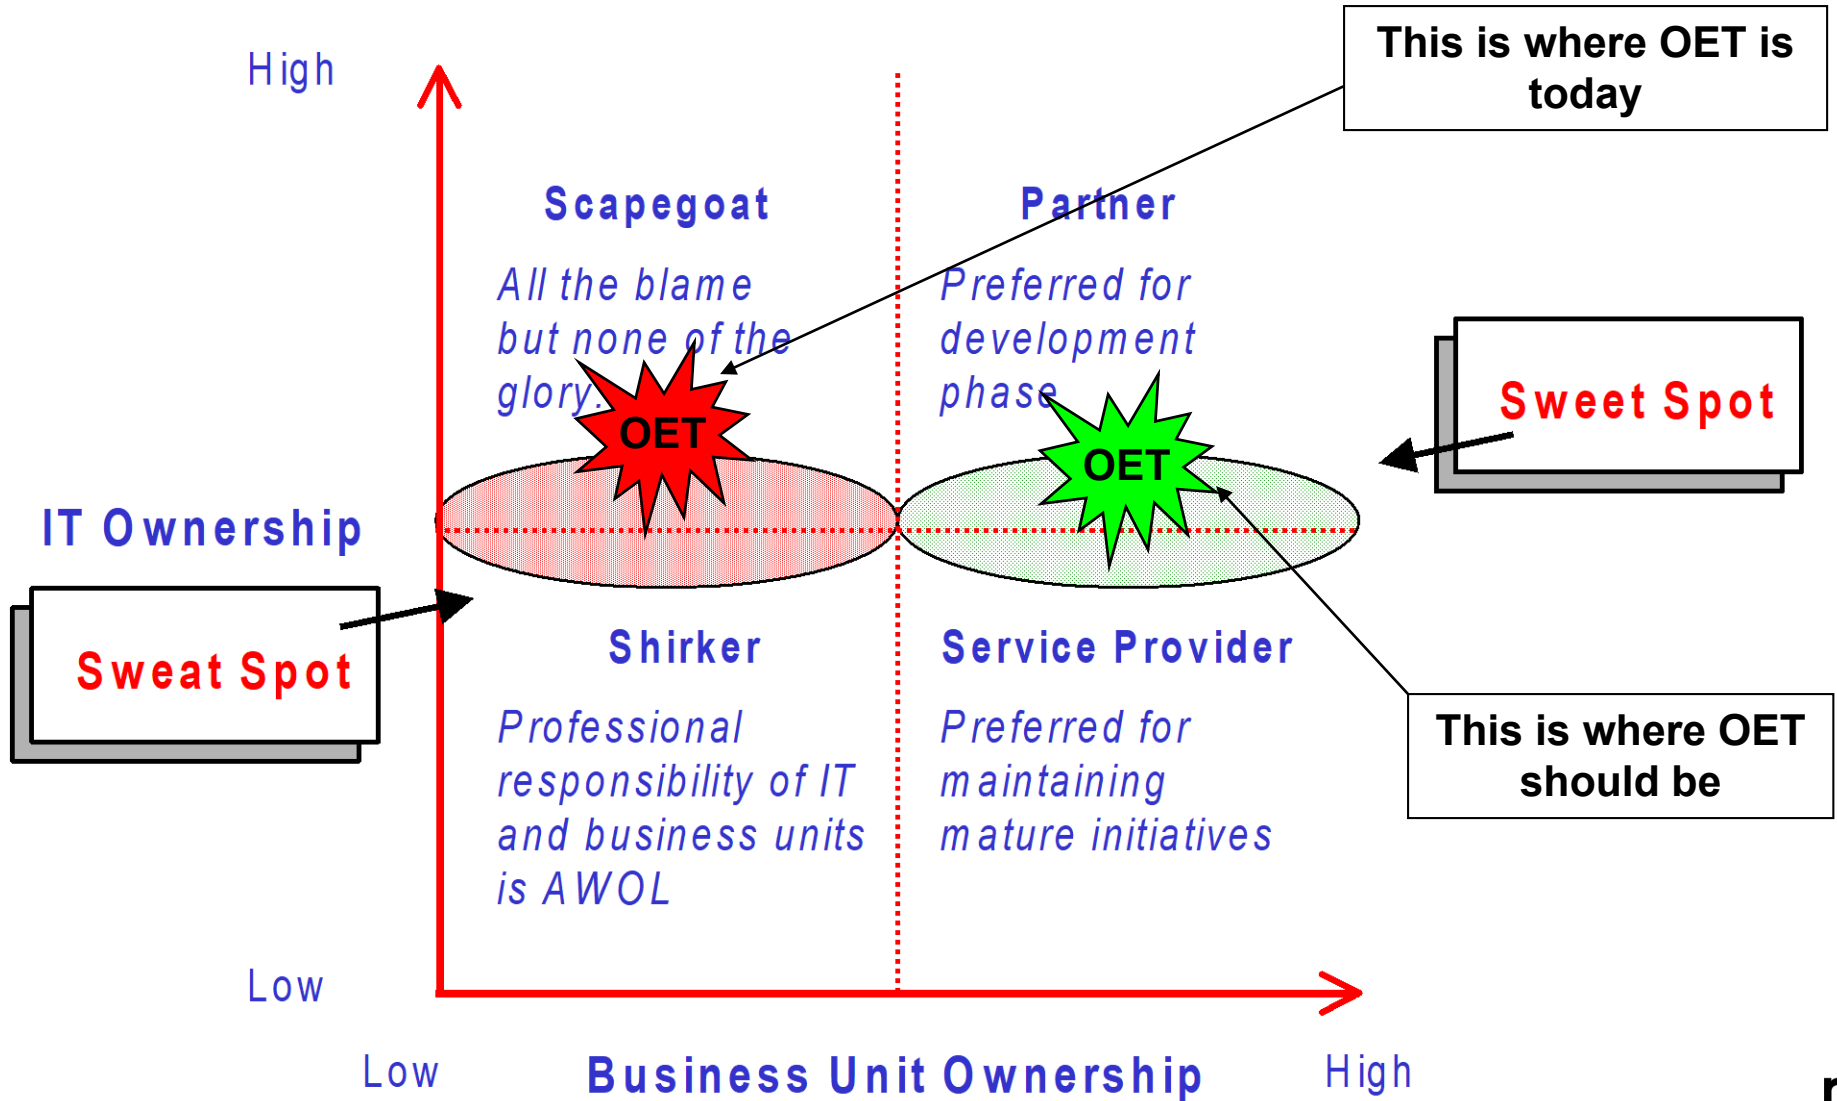 This is where OET is
today
High
Scapegoat
All the blame
but none of the
glory.
OET
Partner
Preferred for
development
phase
OET
Sweet Spot
IT Ownership
Sweat Spot
Shirker
Professional
responsibility of IT
and business units
is AWOL
Service Provider
Preferred for
maintaining
mature initiatives
This is where OET
should be
Low
Low
Business Unit Ownership
High